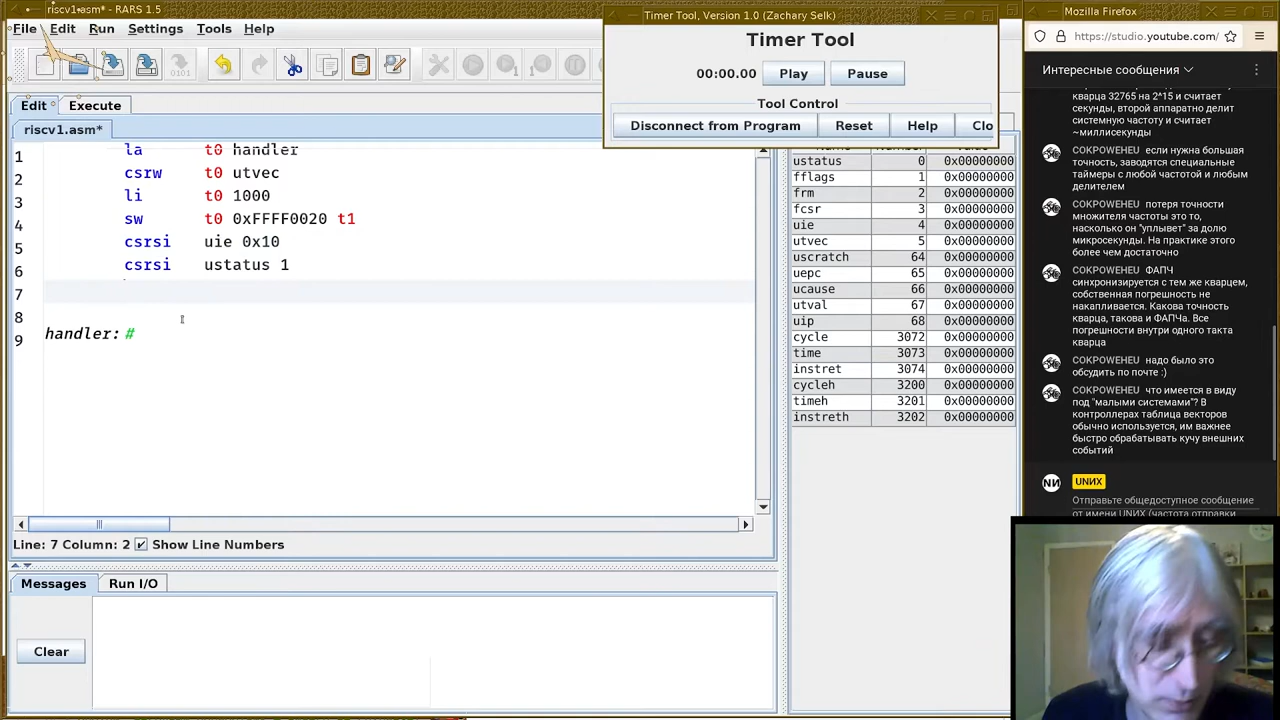 riscv1.asm* - RARS 1.5
File Edit Run Settings Tools Help
Edit Execute
riscv1.asm*
1 la t0 handler
2 csrw t0 utvec
3 li t0 1000
4 sw t0 0xFFFF0020 t1
5 csrsi uie 0x10
6 csrsi ustatus 1
7
8
9 handler: #
Line: 7 Column: 2 Show Line Numbers
Messages Run I/O
Clear
Timer Tool, Version 1.0 (Zachary Selk)
Timer Tool
00:00.00 Play Pause
Tool Control
Disconnect from Program Reset Help Clo
ustatus 0 0x00000000
fflags 1 0x00000000
frm 2 0x00000000
fcsr 3 0x00000000
uie 4 0x00000000
utvec 5 0x00000000
uscratch 64 0x00000000
uepc 65 0x00000000
ucause 66 0x00000000
utval 67 0x00000000
uip 68 0x00000000
cycle 3072 0x00000000
time 3073 0x00000000
instret 3074 0x00000000
cycleh 3200 0x00000000
timeh 3201 0x00000000
instreth 3202 0x00000000
Mozilla Firefox
https://studio.youtube.com/
Интересные сообщения
кварца 32765 на 2^15 и считает
секунды, второй аппаратно делит
системную частоту и считает
~миллисекунды
COKPOWEHEU если нужна большая
точность, заводятся специальные
таймеры с любой частотой и любым
делителем
COKPOWEHEU потеря точности
множителя частоты это то,
насколько он "уплывет" за долю
микросекунды. На практике этого
более чем достаточно
COKPOWEHEU ФАПЧ
синхронизируется с тем же кварцем,
собственная погрешность не
накапливается. Какова точность
кварца, такова и ФАПЧа. Все
погрешности внутри одного такта
кварца
COKPOWEHEU надо было это
обсудить по почте :)
COKPOWEHEU что имеется в виду
под "малыми системами"? В
контроллерах таблица векторов
обычно используется, им важнее
быстро обрабатывать кучу внешних
событий
UNИX
Отправьте общедоступное сообщение
от имени UNИX (частота отправки